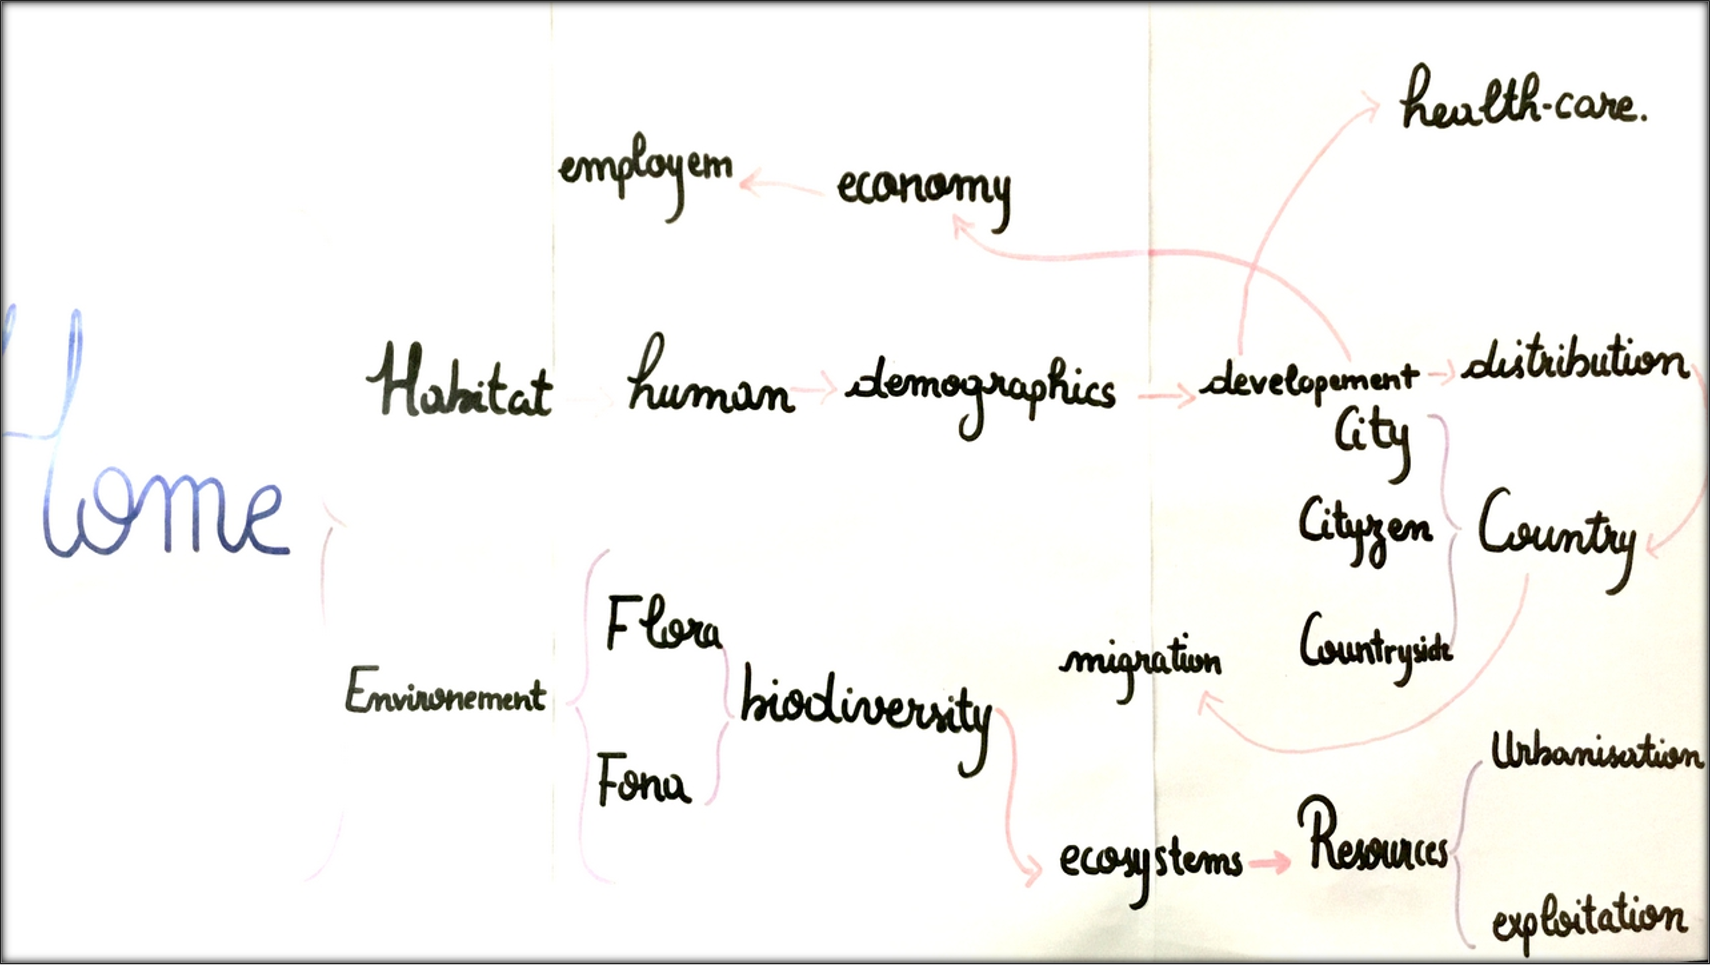 health-care.
employem
economy
Habitat
human
demographics
developement
distribution
City
Home
Cityzen
Country
Flora
migration
Countryside
Environement
biodiversity
Urbanisation
Fona
ecosystems
Resources
exploitation